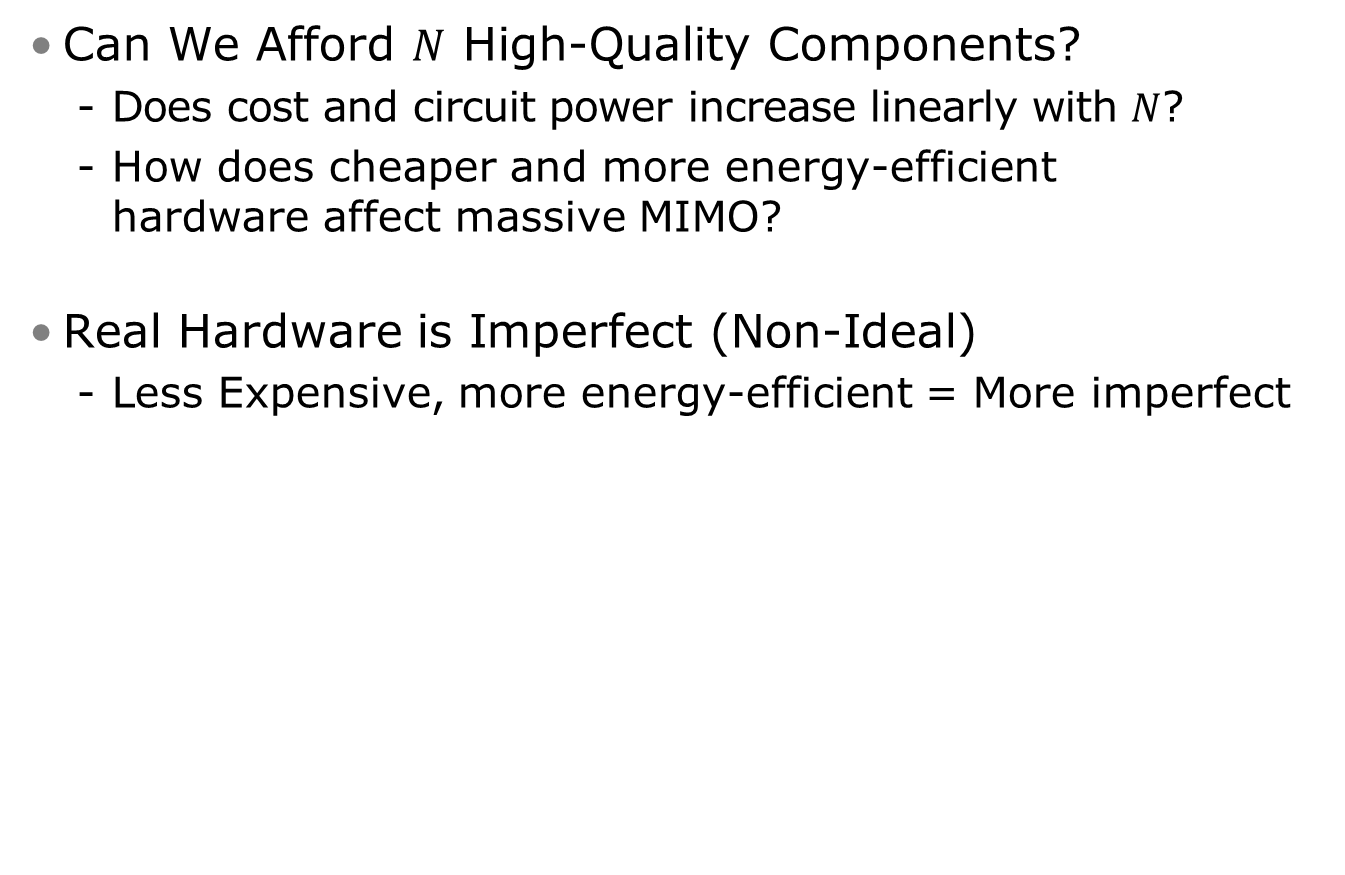 • Can We Afford N High-Quality Components?
- Does cost and circuit power increase linearly with N?
- How does cheaper and more energy-efficient
hardware affect massive MIMO?
• Real Hardware is Imperfect (Non-Ideal)
- Less Expensive, more energy-efficient = More imperfect